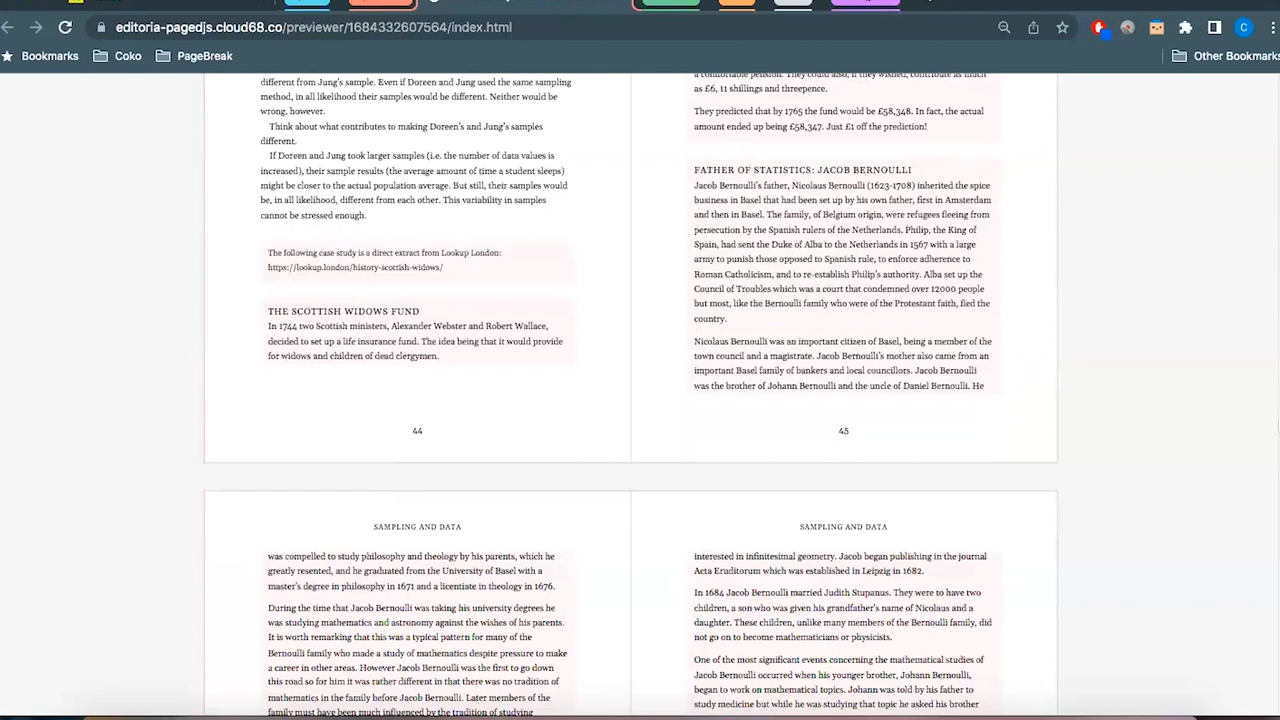 editoria-pagedjs.cloud68.co/previewer/1684332607564/index.html
C
Bookmarks
Coko
PageBreak
Other Bookmarks
different from Jung's sample. Even if Doreen and Jung used the same sampling
method, in all likelihood their samples would be different. Neither would be
wrong, however.
Think about what contributes to making Doreen's and Jung's samples
different.
If Doreen and Jung took larger samples (i.e. the number of data values is
increased), their sample results (the average amount of time a student sleeps)
might be closer to the actual population average. But still, their samples would
be, in all likelihood, different from each other. This variability in samples
cannot be stressed enough.
The following case study is a direct extract from Lookup London:
https://lookup.london/history-scottish-widows/
THE SCOTTISH WIDOWS FUND
In 1744 two Scottish ministers, Alexander Webster and Robert Wallace,
decided to set up a life insurance fund. The idea being that it would provide
for widows and children of dead clergymen.
44
a comfortable pension. They could also, if they wished, contribute as much
as £6, 11 shillings and threepence.
They predicted that by 1765 the fund would be £58,348. In fact, the actual
amount ended up being £58,347. Just £1 off the prediction!
FATHER OF STATISTICS: JACOB BERNOULLI
Jacob Bernoulli's father, Nicolaus Bernoulli (1623-1708) inherited the spice
business in Basel that had been set up by his own father, first in Amsterdam
and then in Basel. The family, of Belgium origin, were refugees fleeing from
persecution by the Spanish rulers of the Netherlands. Philip, the King of
Spain, had sent the Duke of Alba to the Netherlands in 1567 with a large
army to punish those opposed to Spanish rule, to enforce adherence to
Roman Catholicism, and to re-establish Philip's authority. Alba set up the
Council of Troubles which was a court that condemned over 12000 people
but most, like the Bernoulli family who were of the Protestant faith, fled the
country.
Nicolaus Bernoulli was an important citizen of Basel, being a member of the
town council and a magistrate. Jacob Bernoulli's mother also came from an
important Basel family of bankers and local councillors. Jacob Bernoulli
was the brother of Johann Bernoulli and the uncle of Daniel Bernoulli. He
45
SAMPLING AND DATA
was compelled to study philosophy and theology by his parents, which he
greatly resented, and he graduated from the University of Basel with a
master's degree in philosophy in 1671 and a licentiate in theology in 1676.
During the time that Jacob Bernoulli was taking his university degrees he
was studying mathematics and astronomy against the wishes of his parents.
It is worth remarking that this was a typical pattern for many of the
Bernoulli family who made a study of mathematics despite pressure to make
a career in other areas. However Jacob Bernoulli was the first to go down
this road so for him it was rather different in that there was no tradition of
mathematics in the family before Jacob Bernoulli. Later members of the
family must have been much influenced by the tradition of studying
SAMPLING AND DATA
interested in infinitesimal geometry. Jacob began publishing in the journal
Acta Eruditorum which was established in Leipzig in 1682.
In 1684 Jacob Bernoulli married Judith Stupanus. They were to have two
children, a son who was given his grandfather's name of Nicolaus and a
daughter. These children, unlike many members of the Bernoulli family, did
not go on to become mathematicians or physicists.
One of the most significant events concerning the mathematical studies of
Jacob Bernoulli occurred when his younger brother, Johann Bernoulli,
began to work on mathematical topics. Johann was told by his father to
study medicine but while he was studying that topic he asked his brother